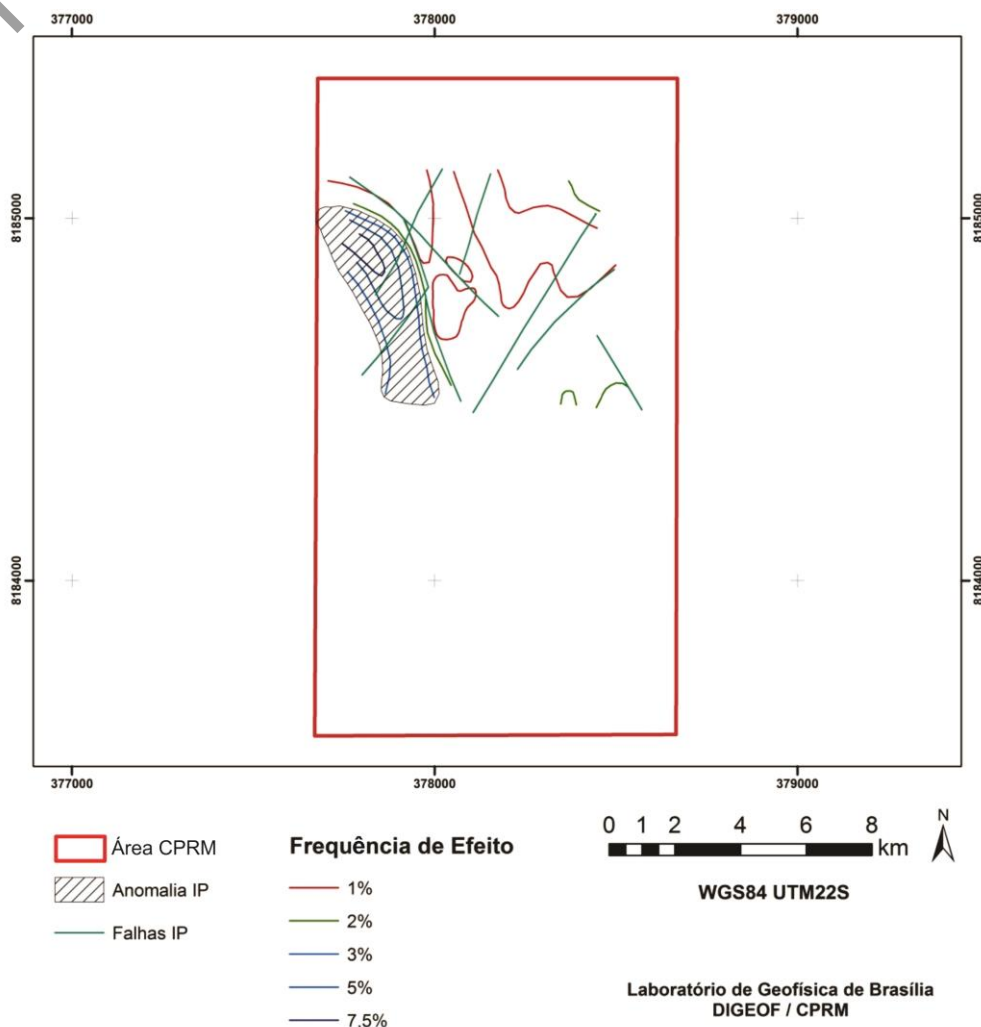 377000 378000 379000
8185000 8185000
8184000 8184000
377000 378000 379000
Área CPRM
Anomalia IP
Falhas IP
Frequência de Efeito
1%
2%
3%
5%
7.5%
0 1 2 4 6 8 km
N
WGS84 UTM22S
Laboratório de Geofísica de Brasília
DIGEOF / CPRM